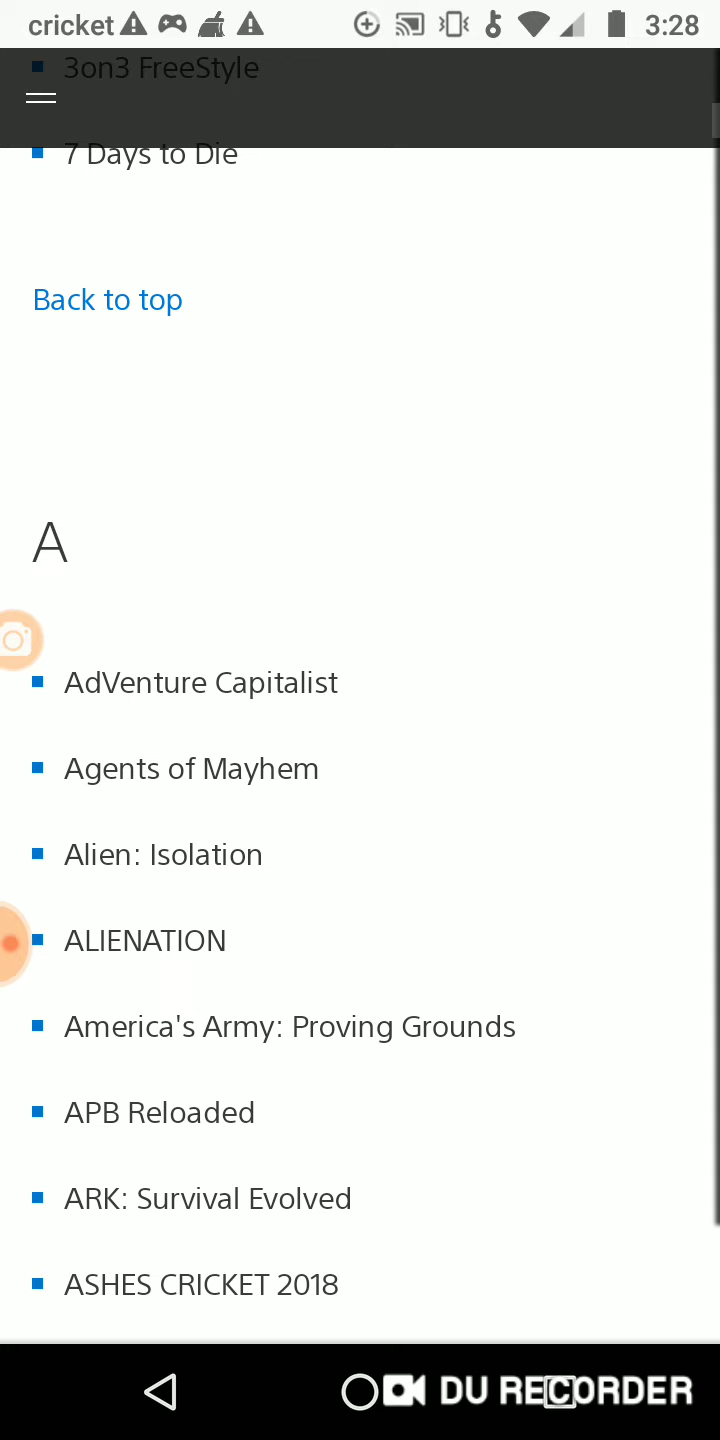 cricket 3:28
3on3 FreeStyle
7 Days to Die
Back to top
A
AdVenture Capitalist
Agents of Mayhem
Alien: Isolation
ALIENATION
America's Army: Proving Grounds
APB Reloaded
ARK: Survival Evolved
ASHES CRICKET 2018
DU RECORDER